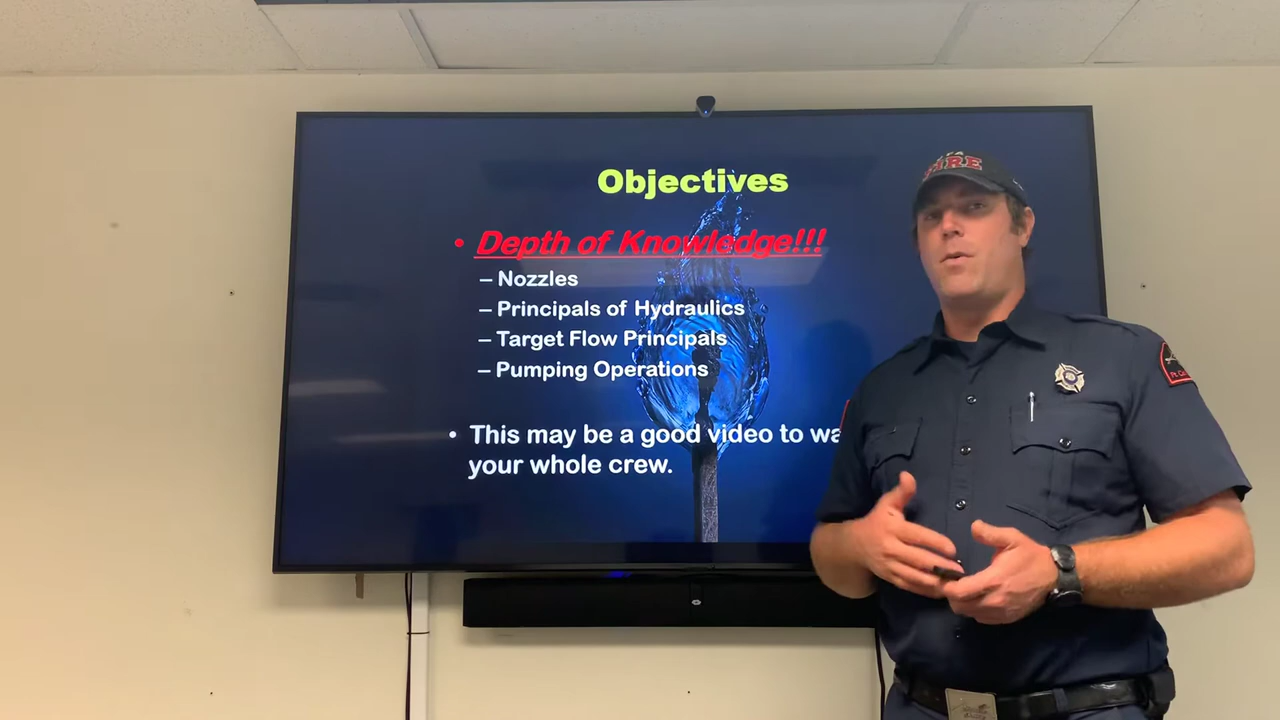 Objectives
• Depth of Knowledge!!!
– Nozzles
– Principals of Hydraulics
– Target Flow Principals
– Pumping Operations
• This may be a good video to wa
your whole crew.
FIRE